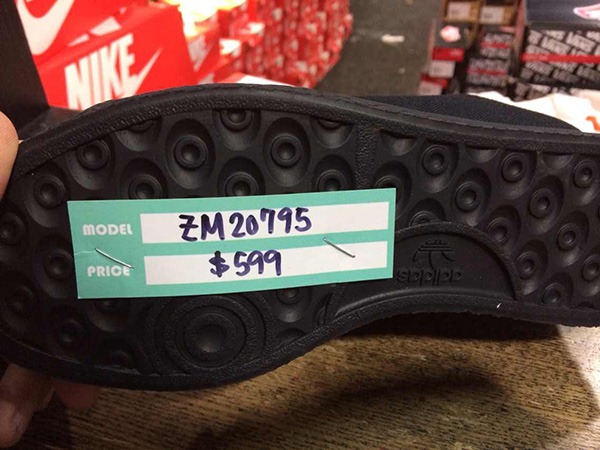 NIKE
MODEL ZM20795
PRICE $599
adidas